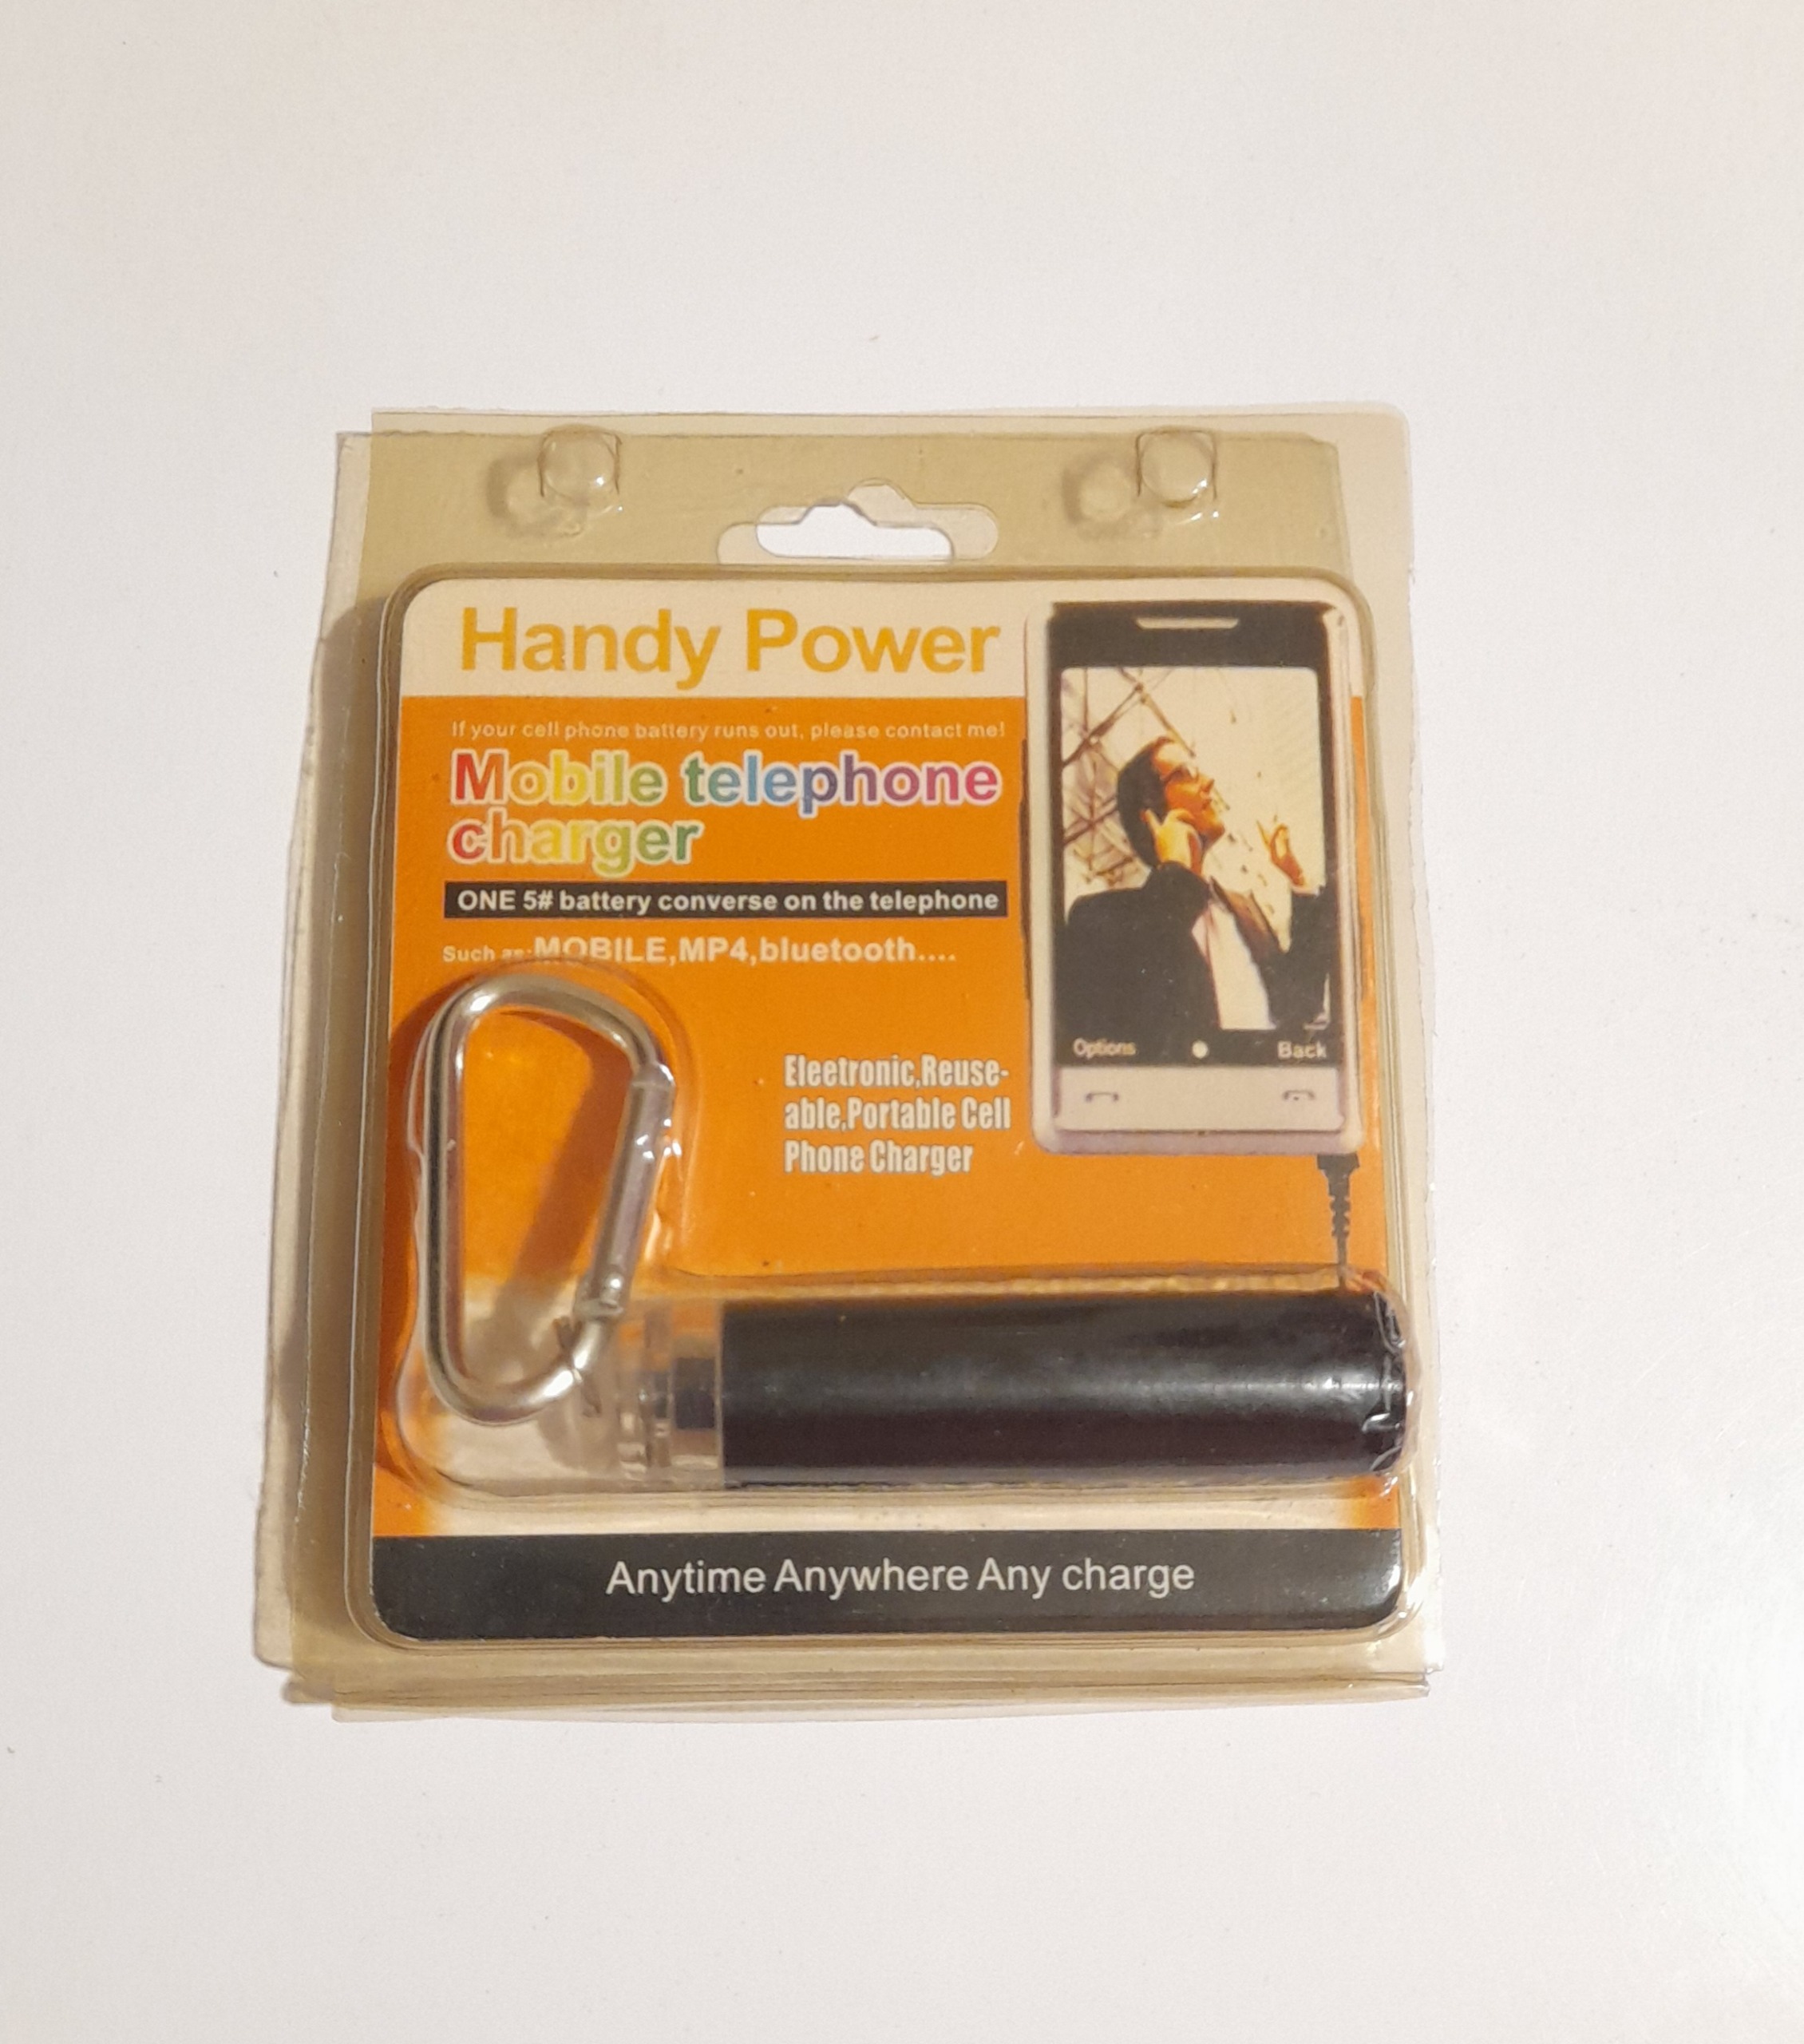 Handy Power
If your cell phone battery runs out, please contact me!
Mobile telephone
charger
ONE 5# battery converse on the telephone
Such as:MOBILE,MP4,bluetooth....
Options Back
Eleetronic,Reuse-
able,Portable Cell
Phone Charger
Anytime Anywhere Any charge